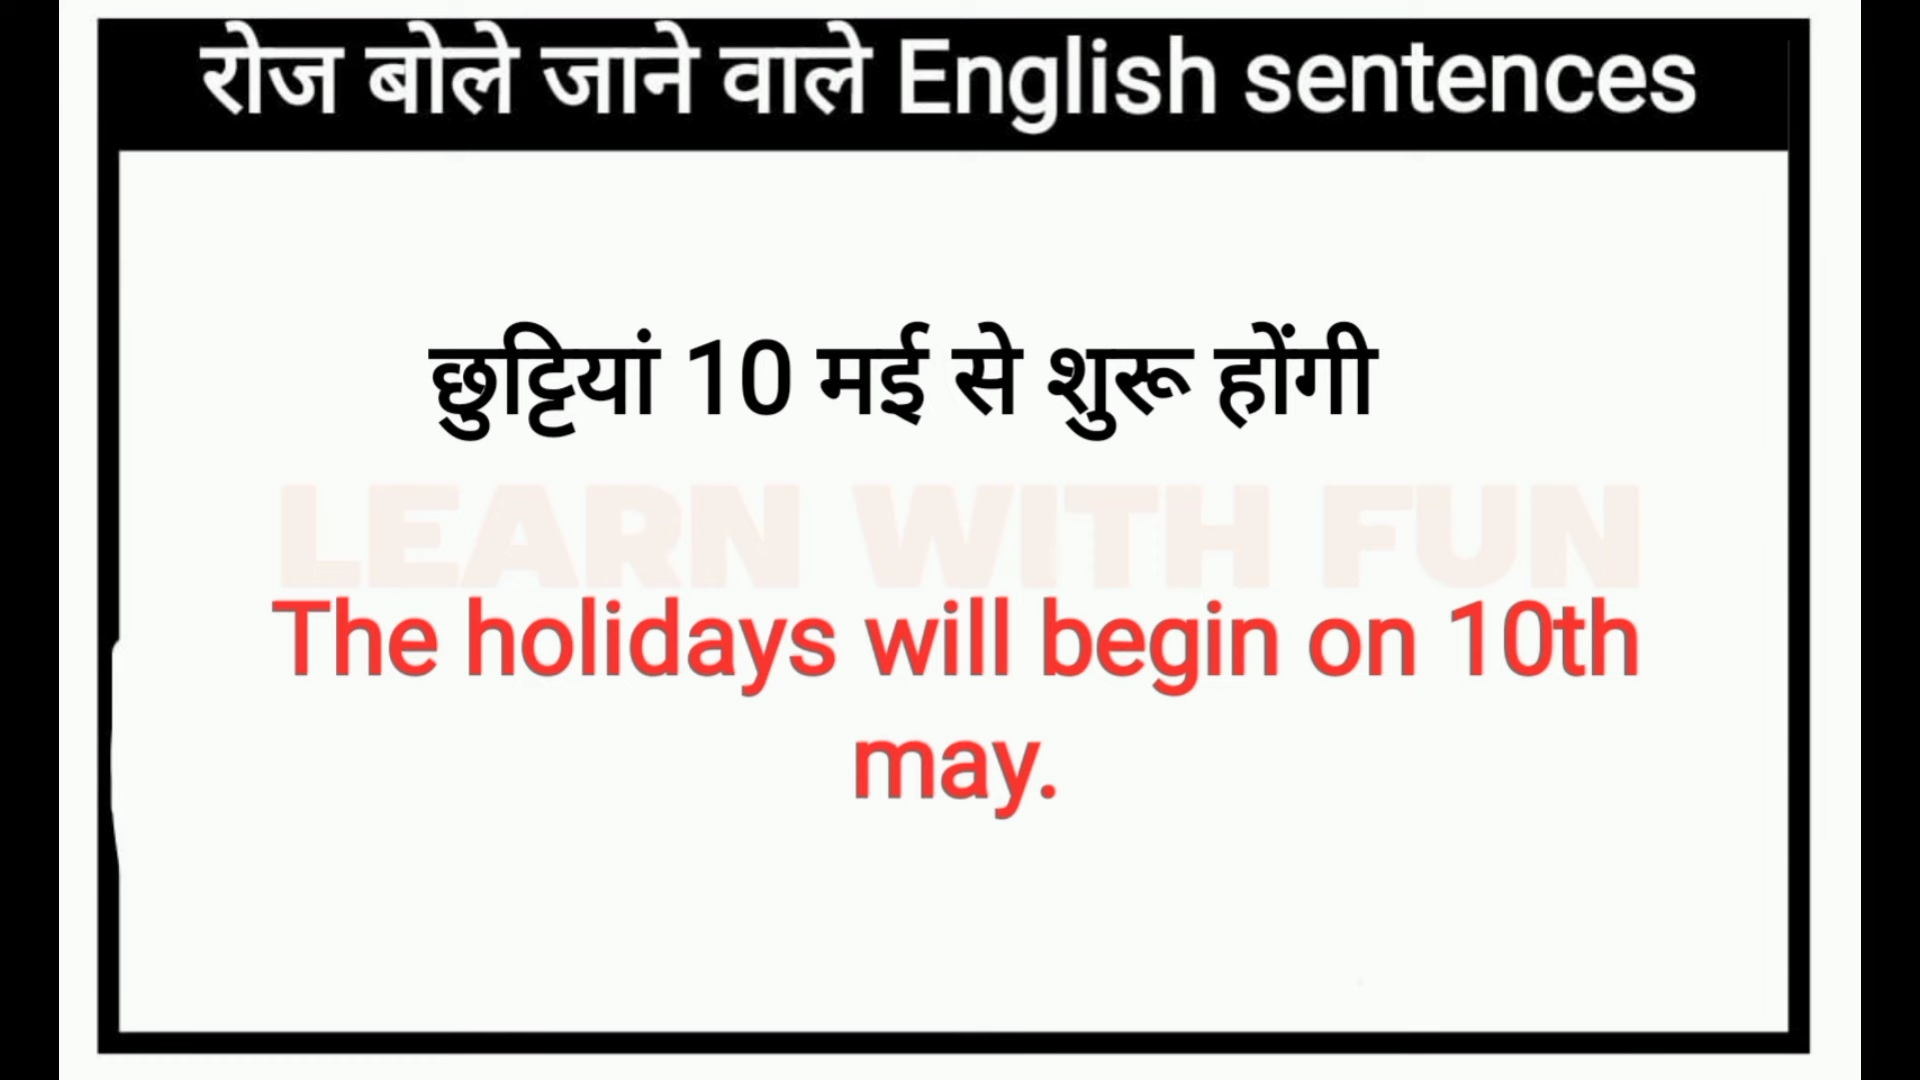 रोज बोले जाने वाले English sentences
छुट्टियां 10 मई से शुरू होंगी
LEARN WITH FUN
The holidays will begin on 10th
may.